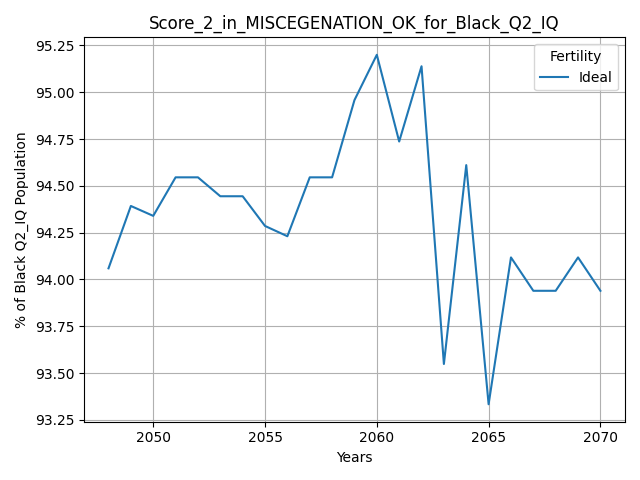 Score_2_in_MISCEGENATION_OK_for_Black_Q2_IQ
Fertility
Ideal
% of Black Q2_IQ Population
95.25
95.00
94.75
94.50
94.25
94.00
93.75
93.50
93.25
2050
2055
2060
2065
2070
Years